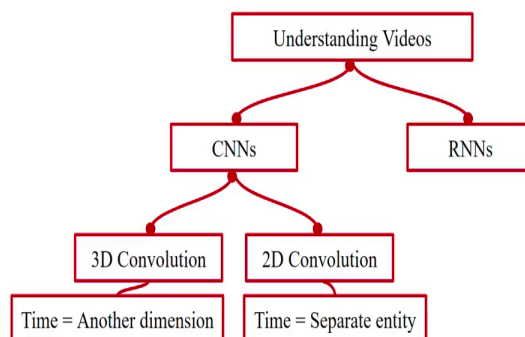 Understanding Videos
CNNs
RNNs
3D Convolution
2D Convolution
Time = Another dimension
Time = Separate entity